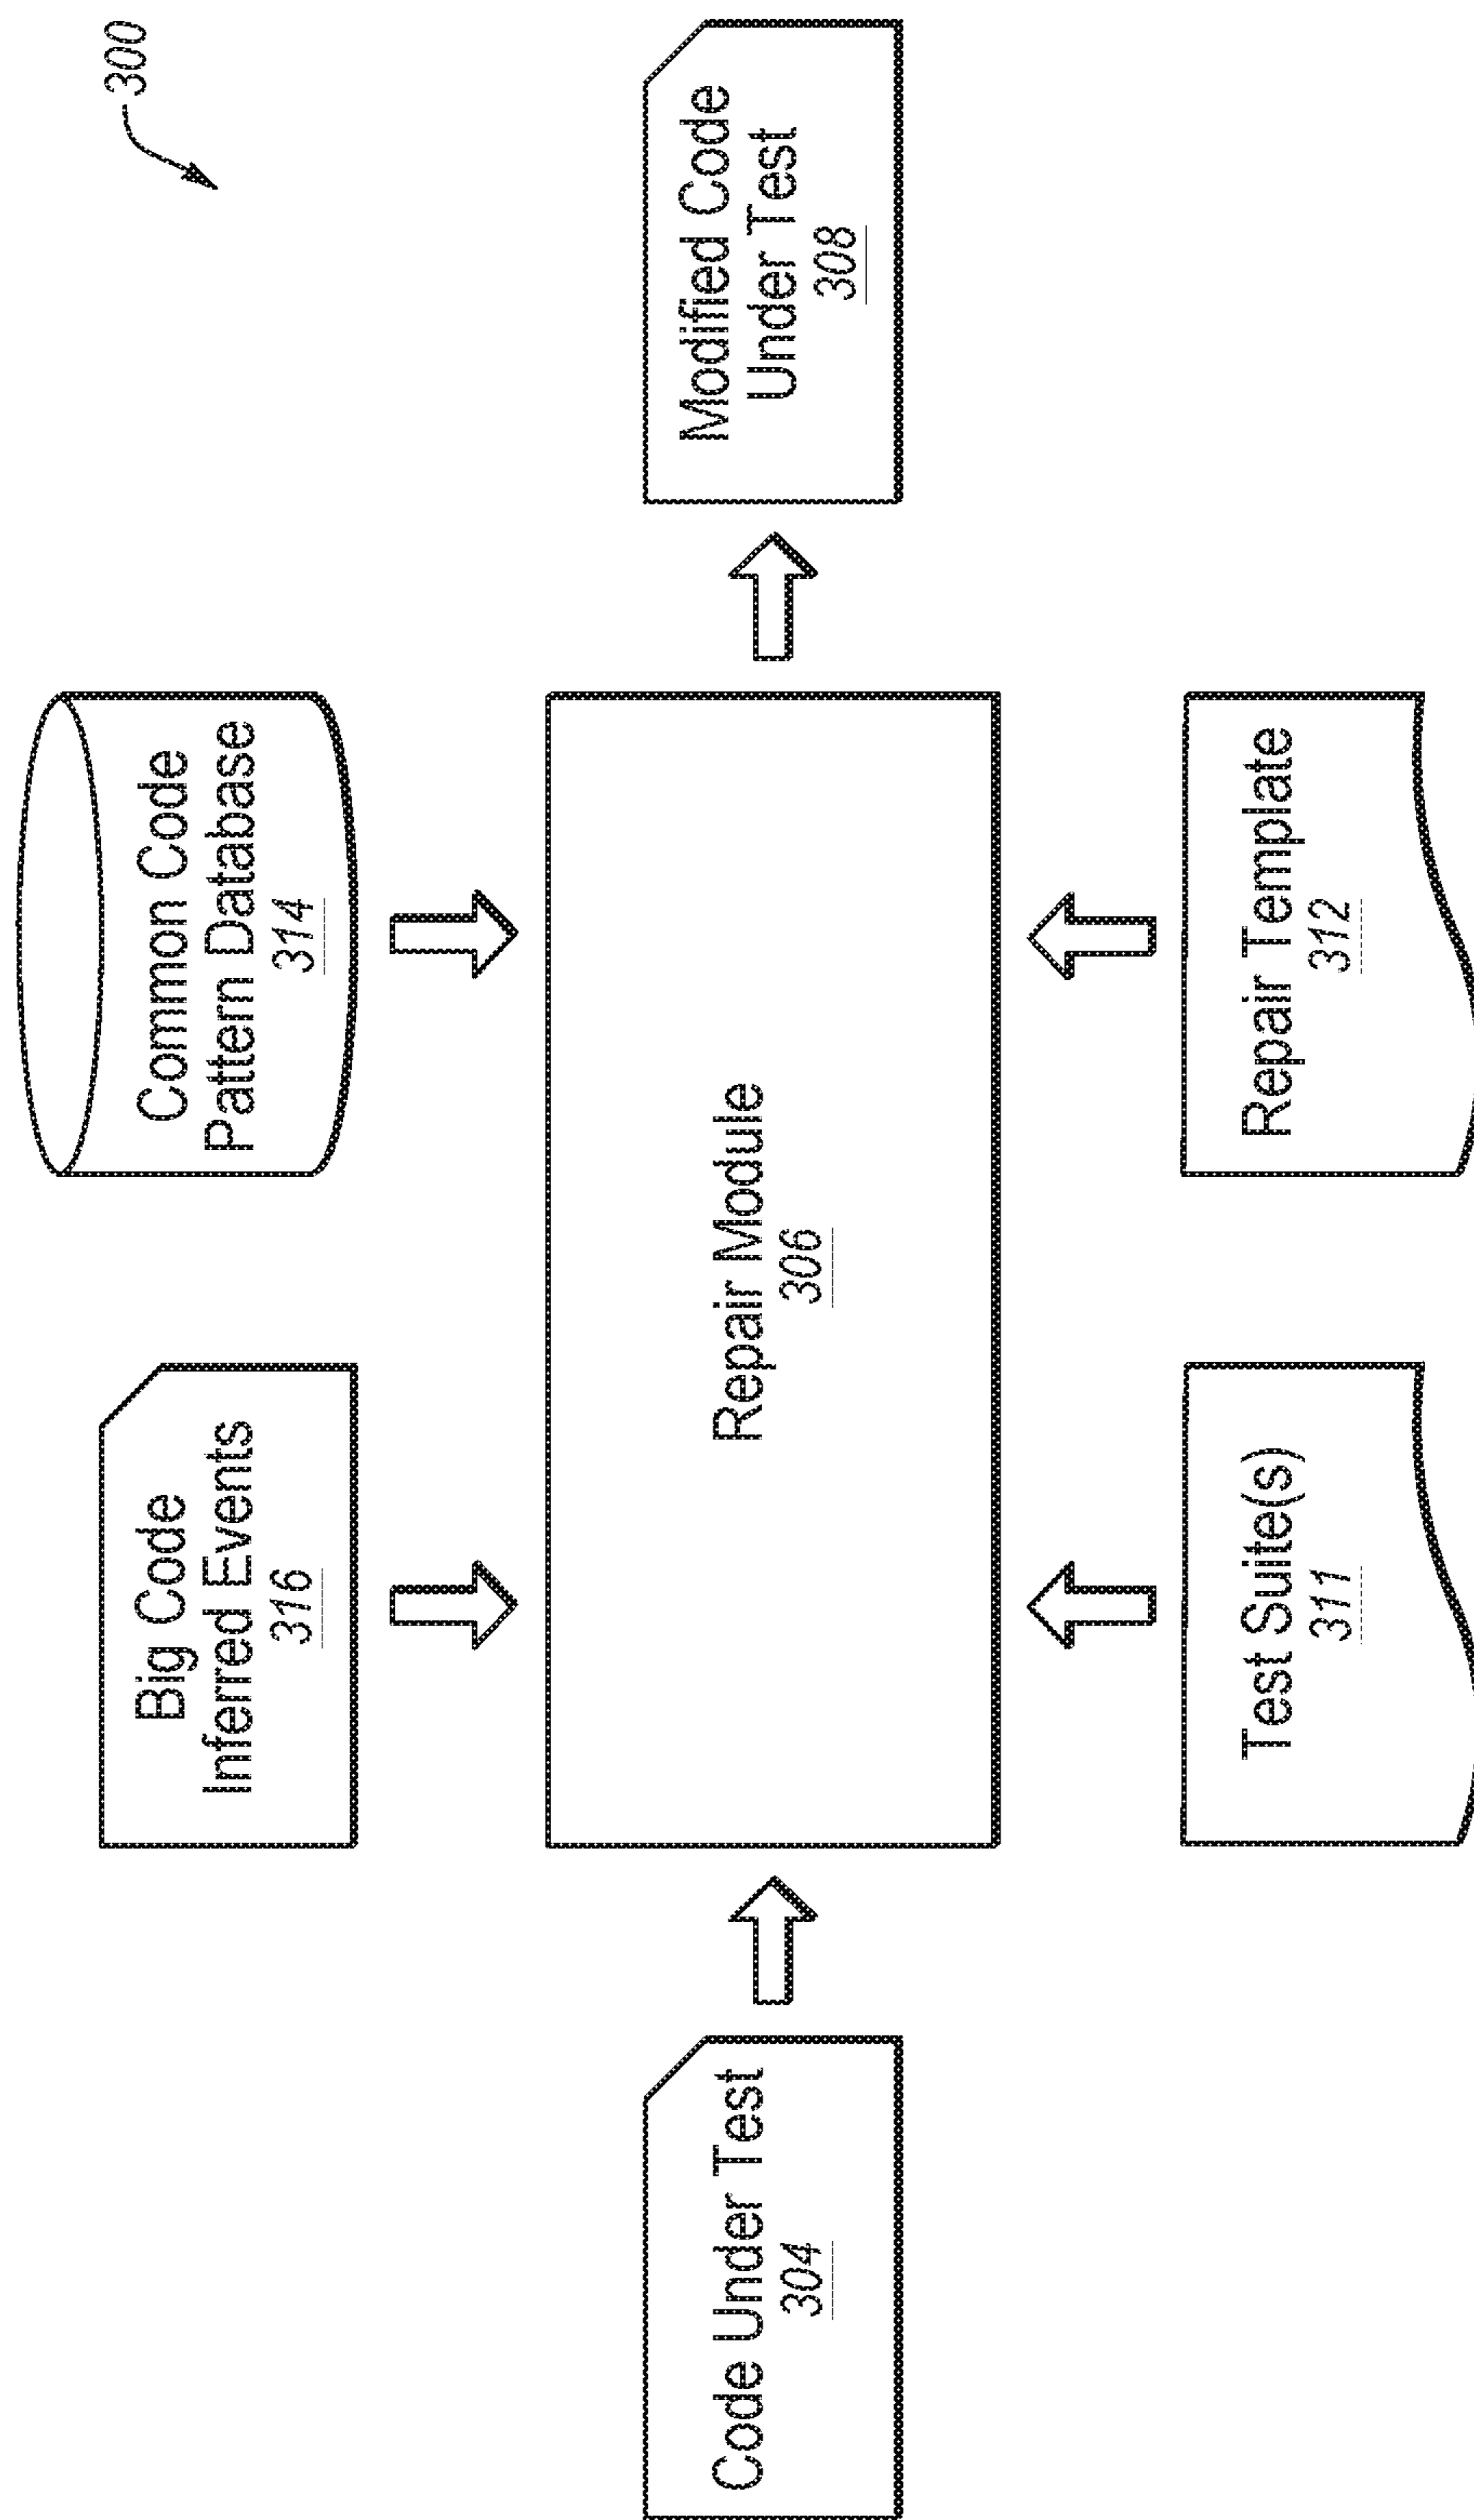 300
Big Code
Inferred Events
316
Common Code
Pattern Database
314
Code Under Test
304
Repair Module
306
Modified Code
Under Test
308
Test Suite(s)
311
Repair Template
312